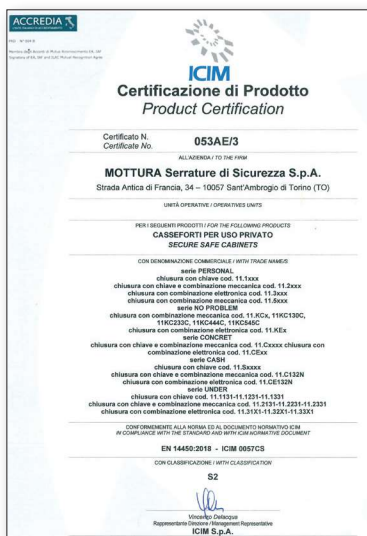 ACCREDIA
ICIM
Certificazione di Prodotto
Product Certification
Certificato N.
Certificate No.
053AE/3
ALL'AZIENDA / TO THE FIRM
MOTTURA Serrature di Sicurezza S.p.A.
Strada Antica di Francia, 34 – 10057 Sant'Ambrogio di Torino (TO)
UNITÀ OPERATIVE / OPERATIVES UNITS
PER I SEGUENTI PRODOTTI / FOR THE FOLLOWING PRODUCTS
CASSEFORTI PER USO PRIVATO
SECURE SAFE CABINETS
CON DENOMINAZIONE COMMERCIALE / WITH TRADE NAME/S
serie PERSONAL
chiusura con chiave cod. 11.1xxx
chiusura con chiave e combinazione meccanica cod. 11.2xxx
chiusura con combinazione elettronica cod. 11.3xxx
chiusura con combinazione meccanica cod. 11.5xxx
serie NO PROBLEM
chiusura con combinazione meccanica cod. 11.KCx, 11KC130C,
11KC233C, 11KC444C, 11KC545C
chiusura con combinazione elettronica cod. 11.KEx
serie CONCRET
chiusura con chiave e combinazione meccanica cod. 11.Cxxxx chiusura con
combinazione elettronica cod. 11.CExx
serie CASH
chiusura con chiave cod. 11.Sxxxx
chiusura con chiave e combinazione meccanica cod. 11.C132N
chiusura con combinazione elettronica cod. 11.CE132N
serie UNDER
chiusura con chiave cod. 11.1131-11.1231-11.1331
chiusura con chiave e combinazione meccanica cod. 11.2131-11.2231-11.2331
chiusura con combinazione elettronica cod. 11.31X1-11.32X1-11.33X1
CONFORMEMENTE ALLA NORMA ED AL DOCUMENTO NORMATIVO ICIM
IN COMPLIANCE WITH THE STANDARD AND WITH ICIM NORMATIVE DOCUMENT
EN 14450:2018 - ICIM 0057CS
CON CLASSIFICAZIONE / WITH CLASSIFICATION
S2
Vincenzo Delacqua
Rappresentante Direzione / Management Representative
ICIM S.p.A.